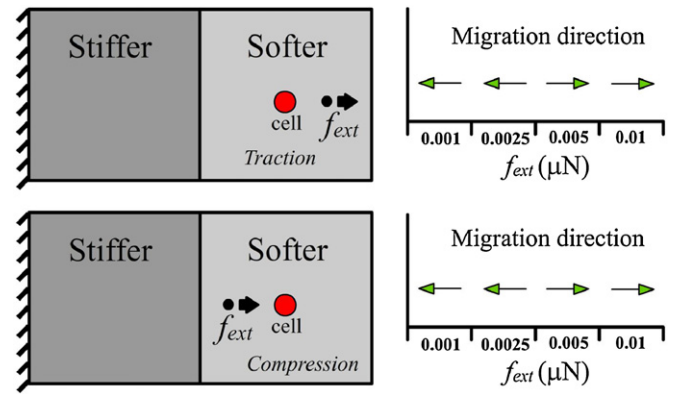 Stiffer
Softer
cell
fext
Traction
Migration direction
0.001 0.0025 0.005 0.01
fext (μN)
Stiffer
Softer
fext
cell
Compression
Migration direction
0.001 0.0025 0.005 0.01
fext (μN)